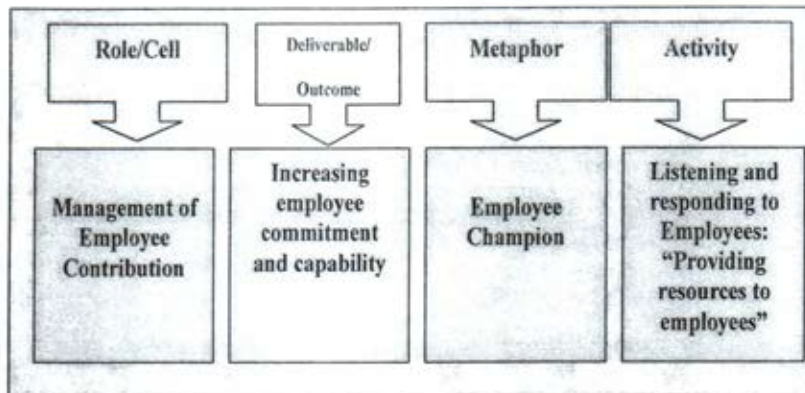 Role/Cell
Deliverable/
Outcome
Metaphor
Activity
Management of
Employee
Contribution
Increasing
employee
commitment
and capability
Employee
Champion
Listening and
responding to
Employees:
“Providing
resources to
employees”